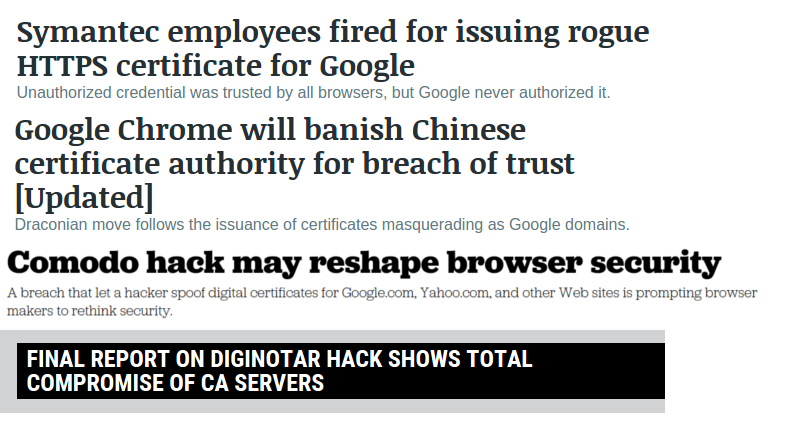 Symantec employees fired for issuing rogue
HTTPS certificate for Google
Unauthorized credential was trusted by all browsers, but Google never authorized it.
Google Chrome will banish Chinese
certificate authority for breach of trust
[Updated]
Draconian move follows the issuance of certificates masquerading as Google domains.
Comodo hack may reshape browser security
A breach that let a hacker spoof digital certificates for Google.com, Yahoo.com, and other Web sites is prompting browser
makers to rethink security.
FINAL REPORT ON DIGINOTAR HACK SHOWS TOTAL
COMPROMISE OF CA SERVERS